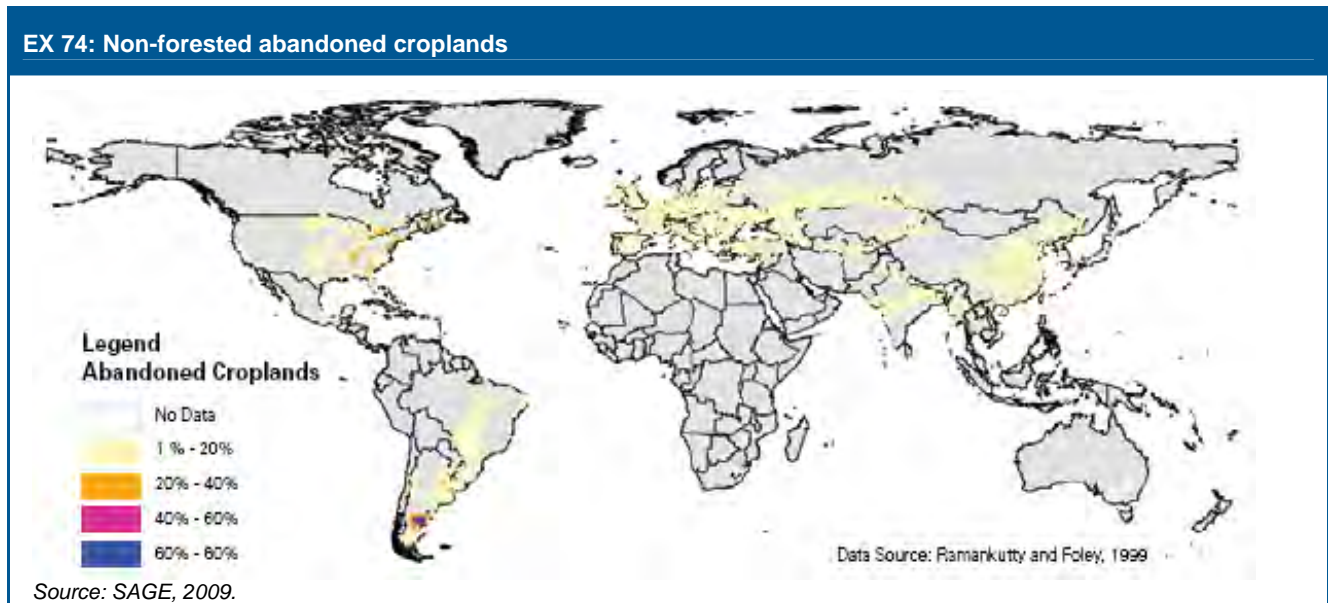 EX 74: Non-forested abandoned croplands
Legend
Abandoned Croplands
No Data
1 % - 20%
20% - 40%
40% - 60%
60% - 60%
Data Source: Ramankutty and Foley, 1999
Source: SAGE, 2009.